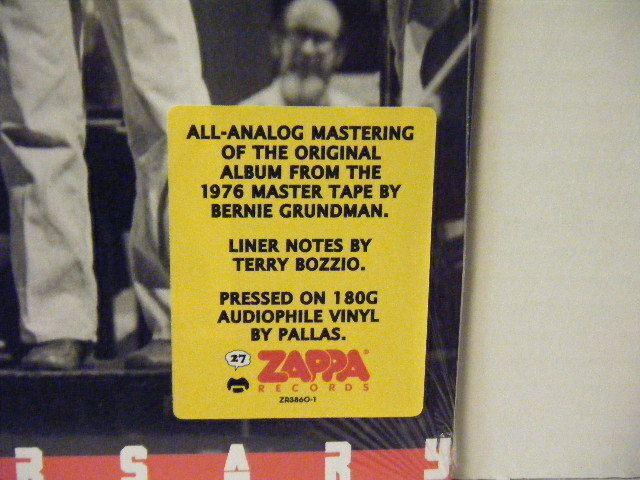 ALL-ANALOG MASTERING
OF THE ORIGINAL
ALBUM FROM THE
1976 MASTER TAPE BY
BERNIE GRUNDMAN.
LINER NOTES BY
TERRY BOZZIO.
PRESSED ON 180G
AUDIOPHILE VINYL
BY PALLAS.
27
ZAPPA
RECORDS
ZR3860-1
RSARY